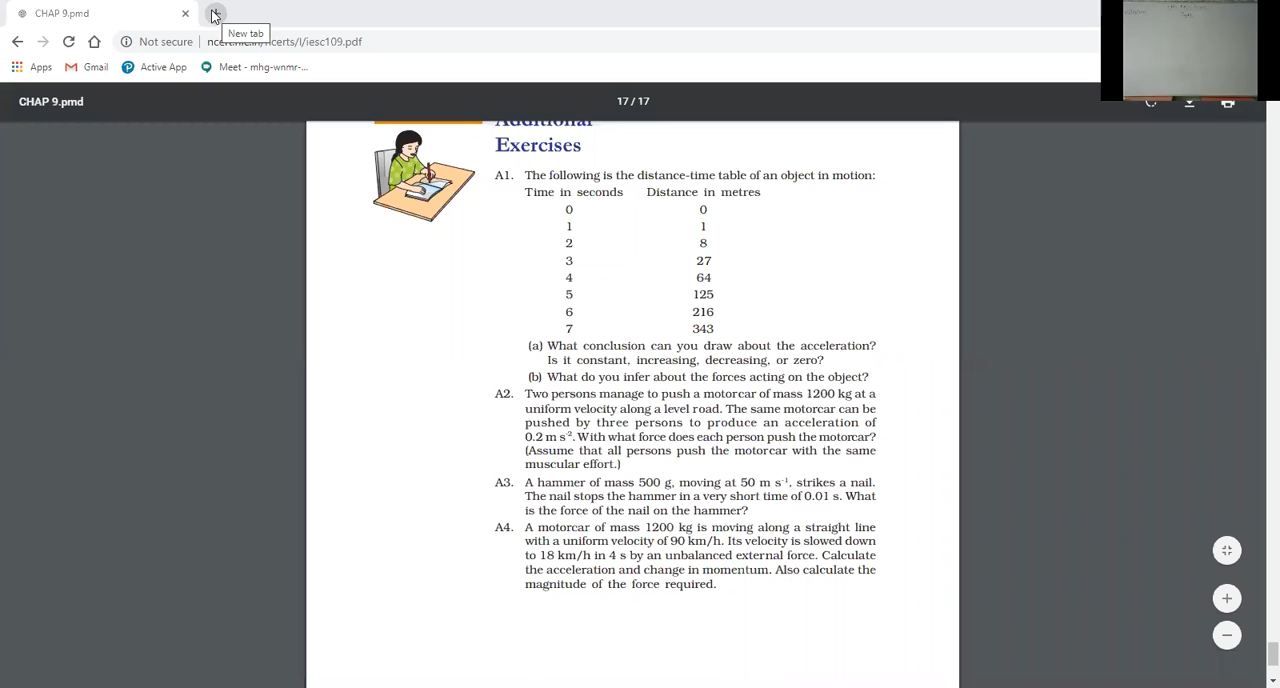 CHAP 9.pmd
New tab
Not secure
ncert.nic.in/ncerts/l/iesc109.pdf
Apps
Gmail
Active App
Meet - mhg-wnmr-...
CHAP 9.pmd
17 / 17
Additional
Exercises
A1. The following is the distance-time table of an object in motion:
Time in seconds Distance in metres
0 0
1 1
2 8
3 27
4 64
5 125
6 216
7 343
(a) What conclusion can you draw about the acceleration?
Is it constant, increasing, decreasing, or zero?
(b) What do you infer about the forces acting on the object?
A2. Two persons manage to push a motorcar of mass 1200 kg at a
uniform velocity along a level road. The same motorcar can be
pushed by three persons to produce an acceleration of
0.2 m s⁻². With what force does each person push the motorcar?
(Assume that all persons push the motorcar with the same
muscular effort.)
A3. A hammer of mass 500 g, moving at 50 m s⁻¹, strikes a nail.
The nail stops the hammer in a very short time of 0.01 s. What
is the force of the nail on the hammer?
A4. A motorcar of mass 1200 kg is moving along a straight line
with a uniform velocity of 90 km/h. Its velocity is slowed down
to 18 km/h in 4 s by an unbalanced external force. Calculate
the acceleration and change in momentum. Also calculate the
magnitude of the force required.